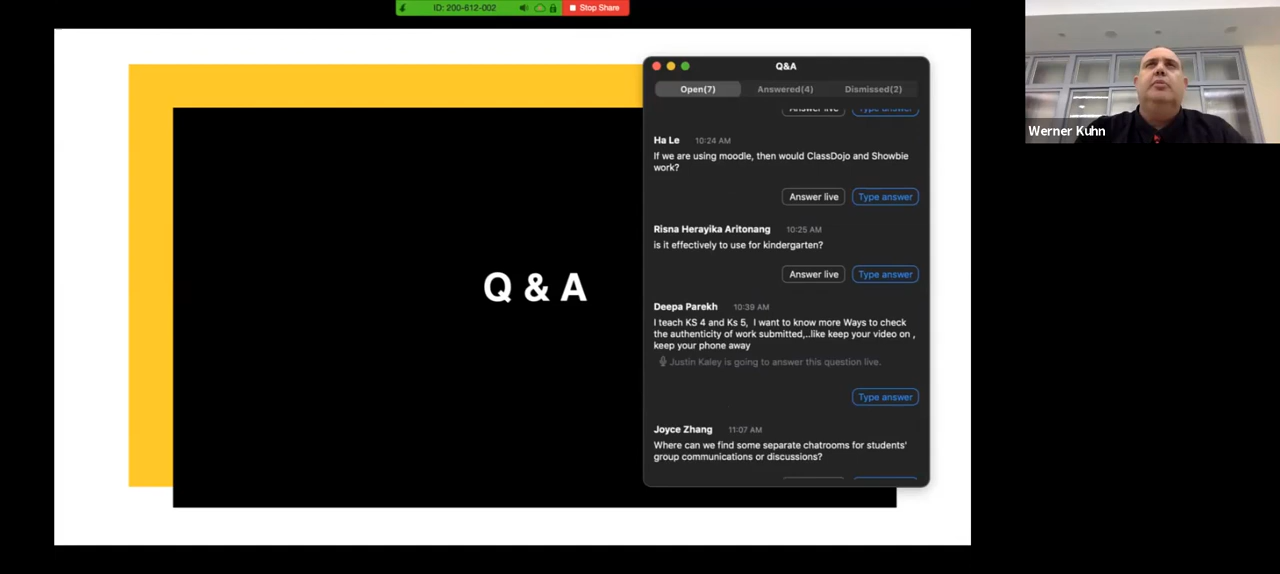 ID: 200-612-002
Stop Share
Q&A
Open(7)
Answered(4)
Dismissed(2)
Answer live
Type answer
Ha Le 10:24 AM
If we are using moodle, then would ClassDojo and Showbie
work?
Answer live
Type answer
Risna Herayika Aritonang 10:25 AM
is it effectively to use for kindergarten?
Answer live
Type answer
Deepa Parekh 10:39 AM
I teach KS 4 and Ks 5, I want to know more Ways to check
the authenticity of work submitted,..like keep your video on ,
keep your phone away
Justin Kaley is going to answer this question live.
Type answer
Joyce Zhang 11:07 AM
Where can we find some separate chatrooms for students'
group communications or discussions?
Q & A
Werner Kuhn